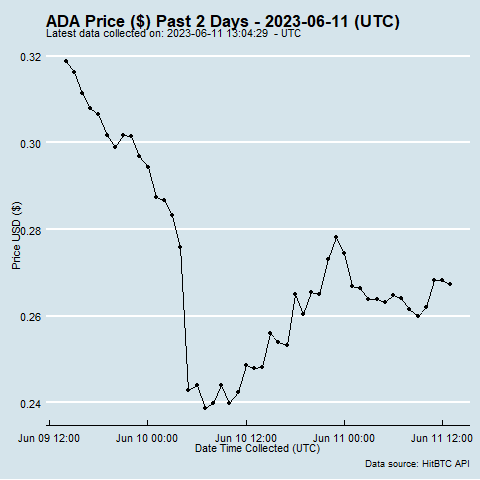 ADA Price ($) Past 2 Days - 2023-06-11 (UTC)
Latest data collected on: 2023-06-11 13:04:29 - UTC
0.32
0.30
0.28
0.26
0.24
Price USD ($)
Jun 09 12:00 Jun 10 00:00 Jun 10 12:00 Jun 11 00:00 Jun 11 12:00
Date Time Collected (UTC)
Data source: HitBTC API